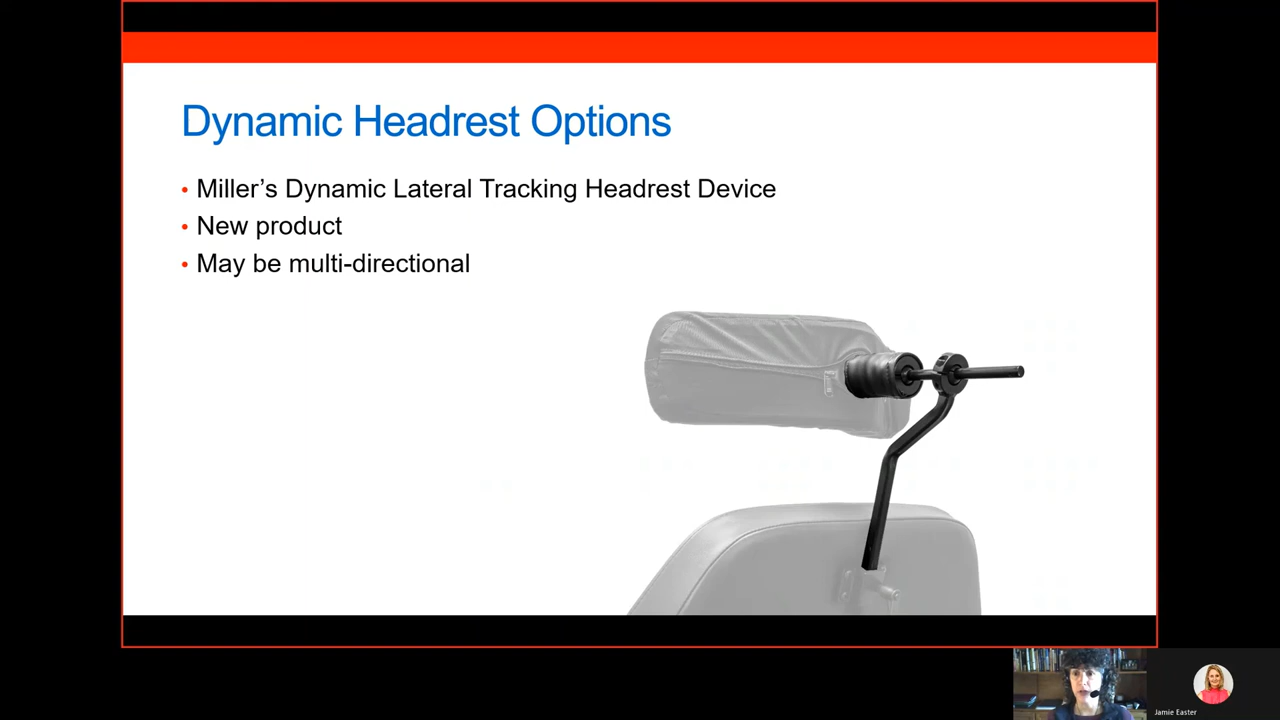 Dynamic Headrest Options
• Miller’s Dynamic Lateral Tracking Headrest Device
• New product
• May be multi-directional
Jamie Easter